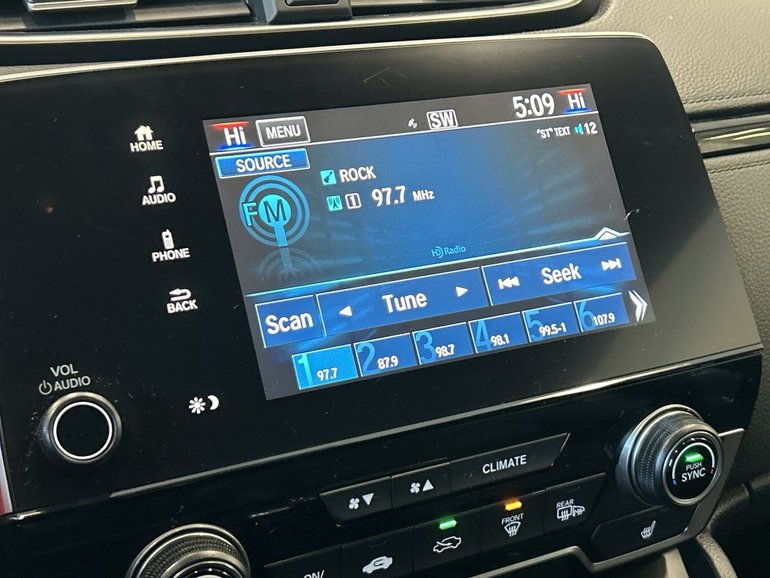 Hi MENU SW 5:09 Hi
"ST" TEXT 12
SOURCE
FM
ROCK
1 97.7 MHz
HD Radio
Scan Tune Seek
1 97.7 2 87.9 3 98.7 4 98.1 5 99.5-1 6 107.9
HOME
AUDIO
PHONE
BACK
VOL
AUDIO
CLIMATE
PUSH
SYNC
FRONT
REAR
ON/